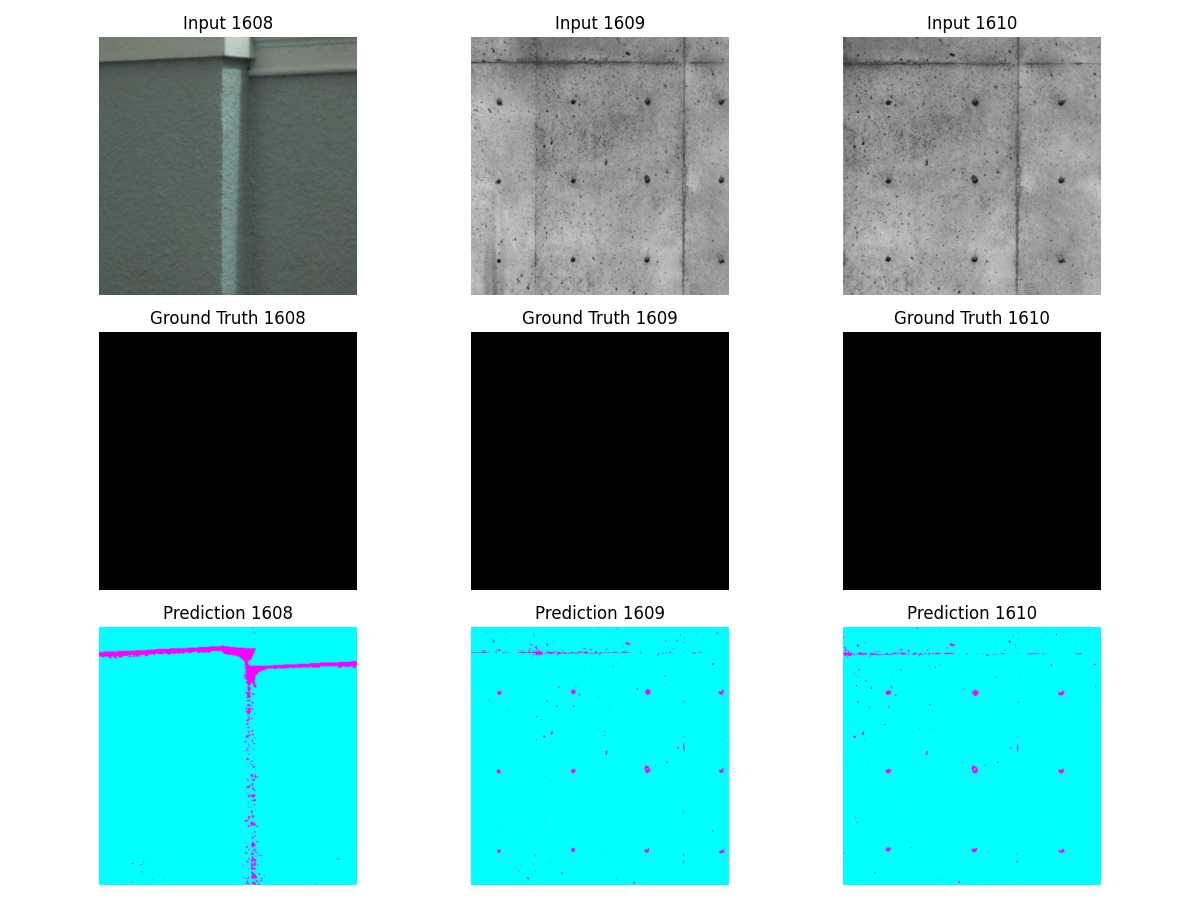 Input 1608
Input 1609
Input 1610
Ground Truth 1608
Ground Truth 1609
Ground Truth 1610
Prediction 1608
Prediction 1609
Prediction 1610